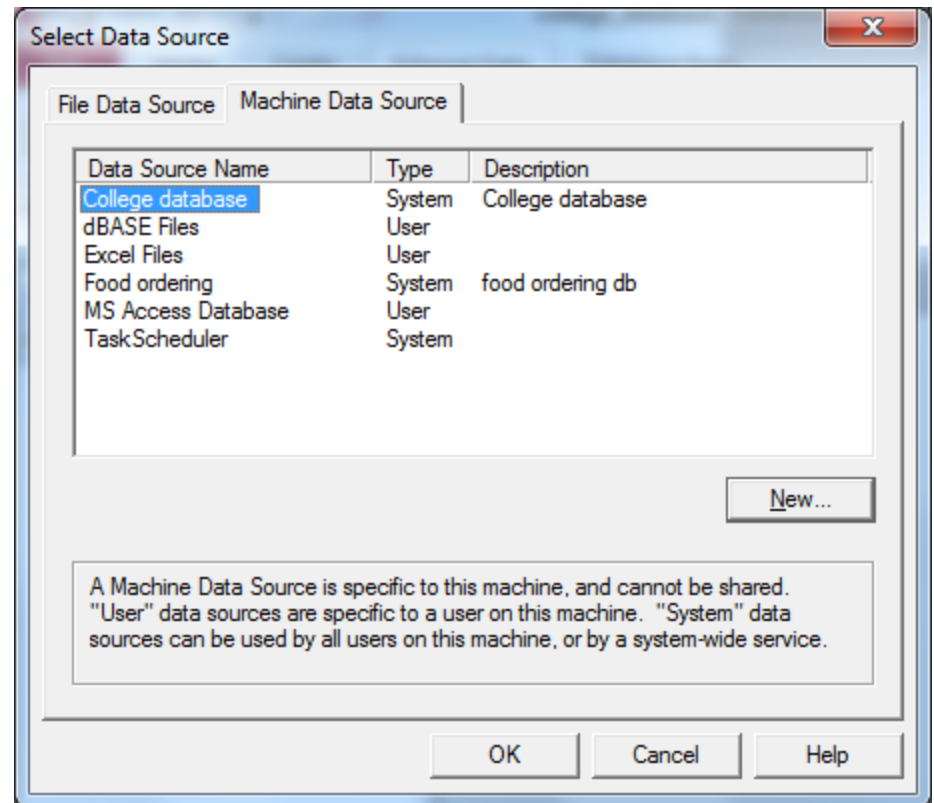 Select Data Source
File Data Source Machine Data Source
Data Source Name Type Description
College database System College database
dBASE Files User
Excel Files User
Food ordering System food ordering db
MS Access Database User
TaskScheduler System
New...
A Machine Data Source is specific to this machine, and cannot be shared.
"User" data sources are specific to a user on this machine. "System" data
sources can be used by all users on this machine, or by a system-wide service.
OK Cancel Help